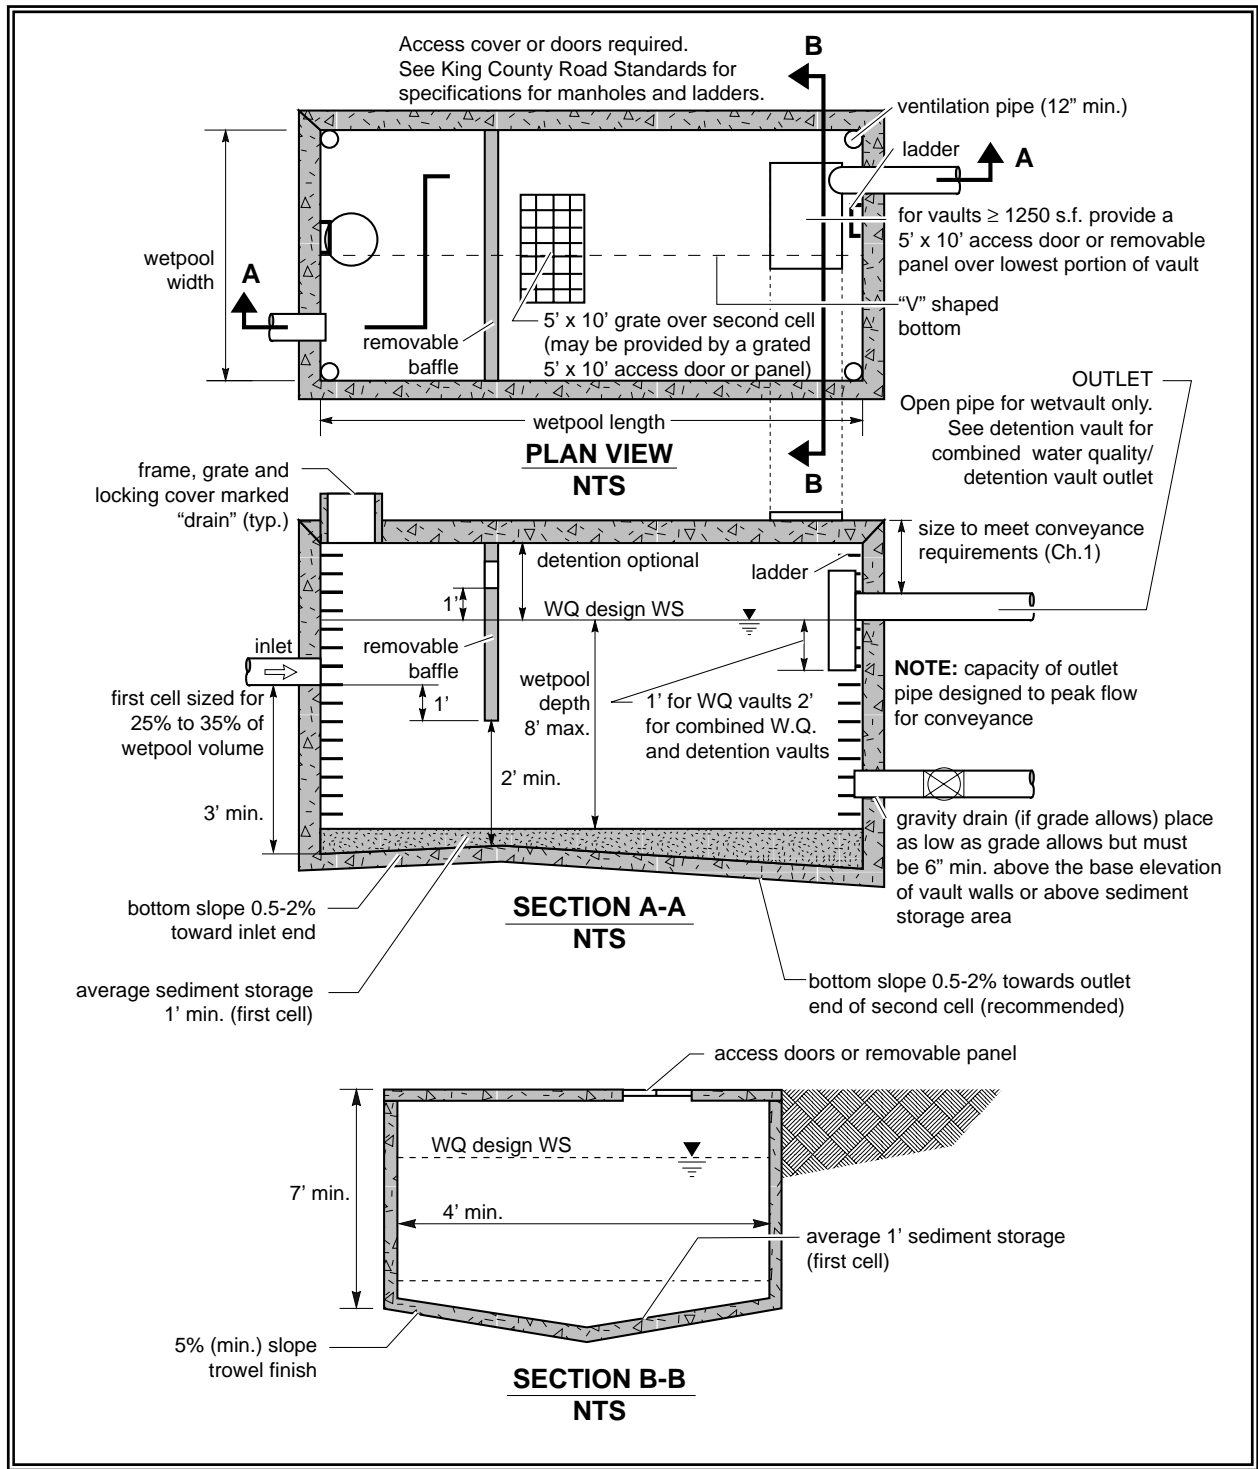 Access cover or doors required.
See King County Road Standards for
specifications for manholes and ladders.
B
ventilation pipe (12” min.)
ladder
A
for vaults ≥ 1250 s.f. provide a
5’ x 10’ access door or removable
panel over lowest portion of vault
wetpool
width
A
“V” shaped
bottom
removable
baffle
5’ x 10’ grate over second cell
(may be provided by a grated
5’ x 10’ access door or panel)
wetpool length
PLAN VIEW
NTS
B
OUTLET
Open pipe for wetvault only.
See detention vault for
combined water quality/
detention vault outlet
frame, grate and
locking cover marked
“drain” (typ.)
detention optional
ladder
size to meet conveyance
requirements (Ch.1)
1’
WQ design WS
inlet
removable
baffle
wetpool
depth
8’ max.
NOTE: capacity of outlet
pipe designed to peak flow
for conveyance
first cell sized for
25% to 35% of
wetpool volume
1’
1’ for WQ vaults 2’
for combined W.Q.
and detention vaults
2’ min.
3’ min.
gravity drain (if grade allows) place
as low as grade allows but must
be 6” min. above the base elevation
of vault walls or above sediment
storage area
bottom slope 0.5-2%
toward inlet end
SECTION A-A
NTS
average sediment storage
1’ min. (first cell)
bottom slope 0.5-2% towards outlet
end of second cell (recommended)
access doors or removable panel
WQ design WS
7’ min.
4’ min.
average 1’ sediment storage
(first cell)
5% (min.) slope
trowel finish
SECTION B-B
NTS